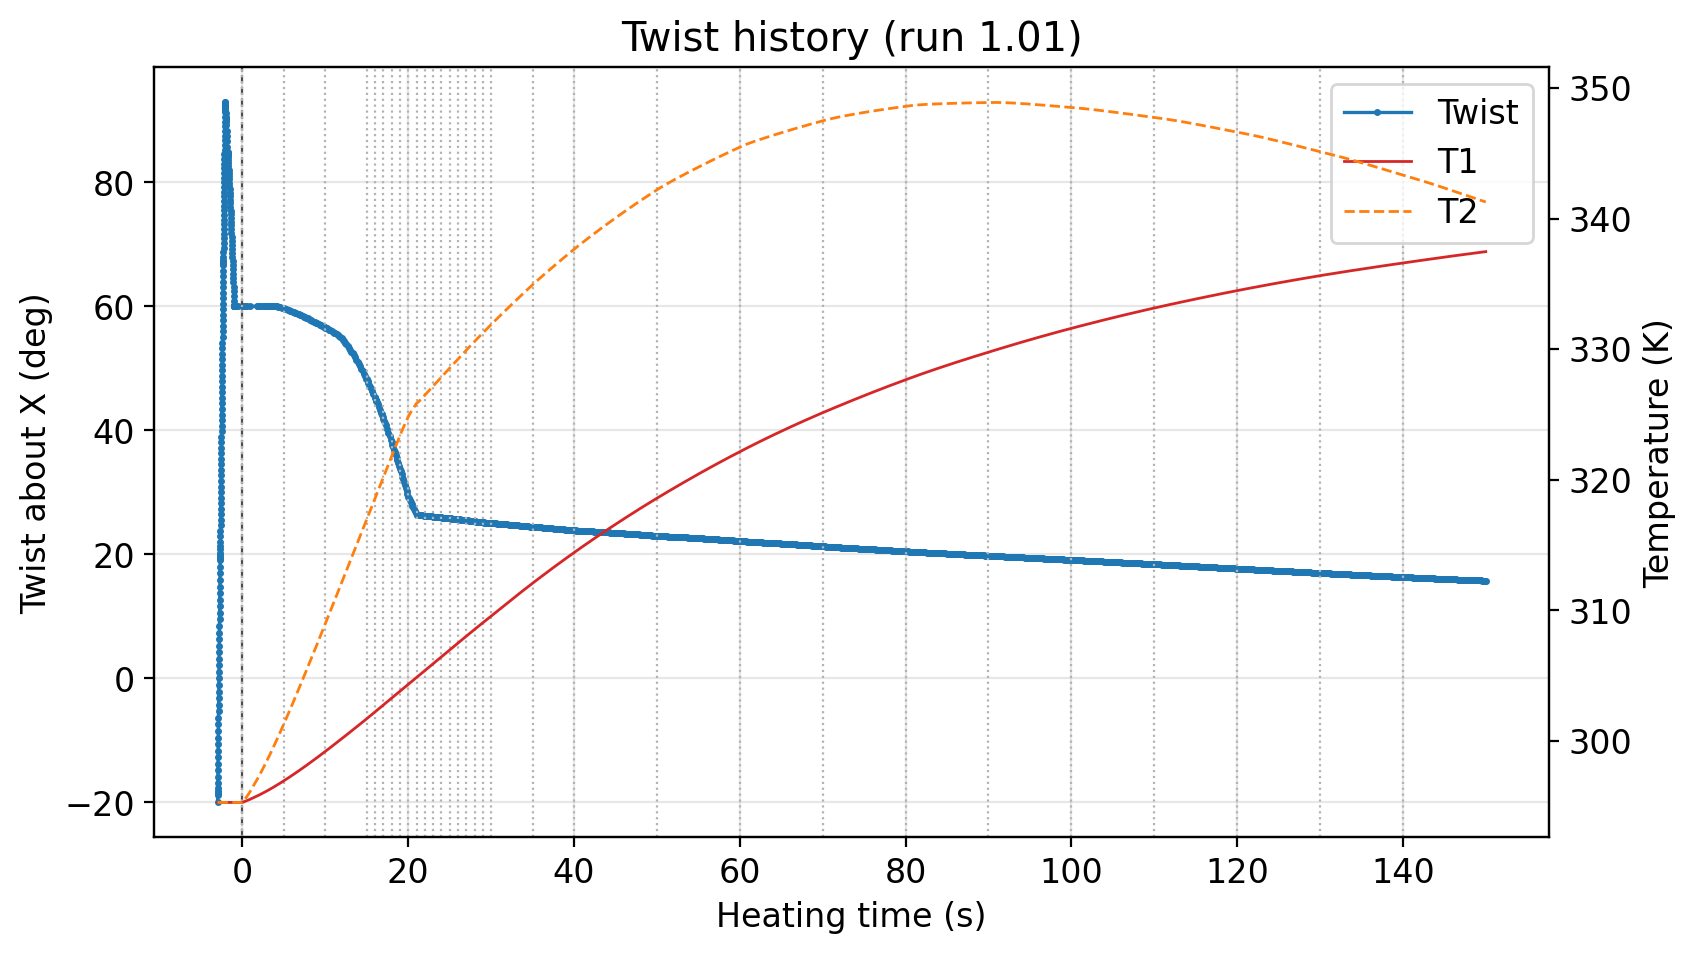 Twist history (run 1.01)
Twist about X (deg)
80
60
40
20
0
−20
350
340
330
320
310
300
Temperature (K)
Twist
T1
T2
0
20
40
60
80
100
120
140
Heating time (s)